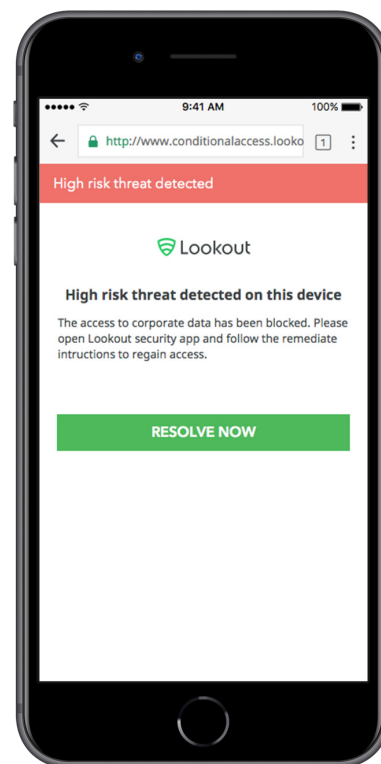 9:41 AM
100%
http://www.conditionalaccess.looko
1
High risk threat detected
Lookout
High risk threat detected on this device
The access to corporate data has been blocked. Please
open Lookout security app and follow the remediate
intructions to regain access.
RESOLVE NOW